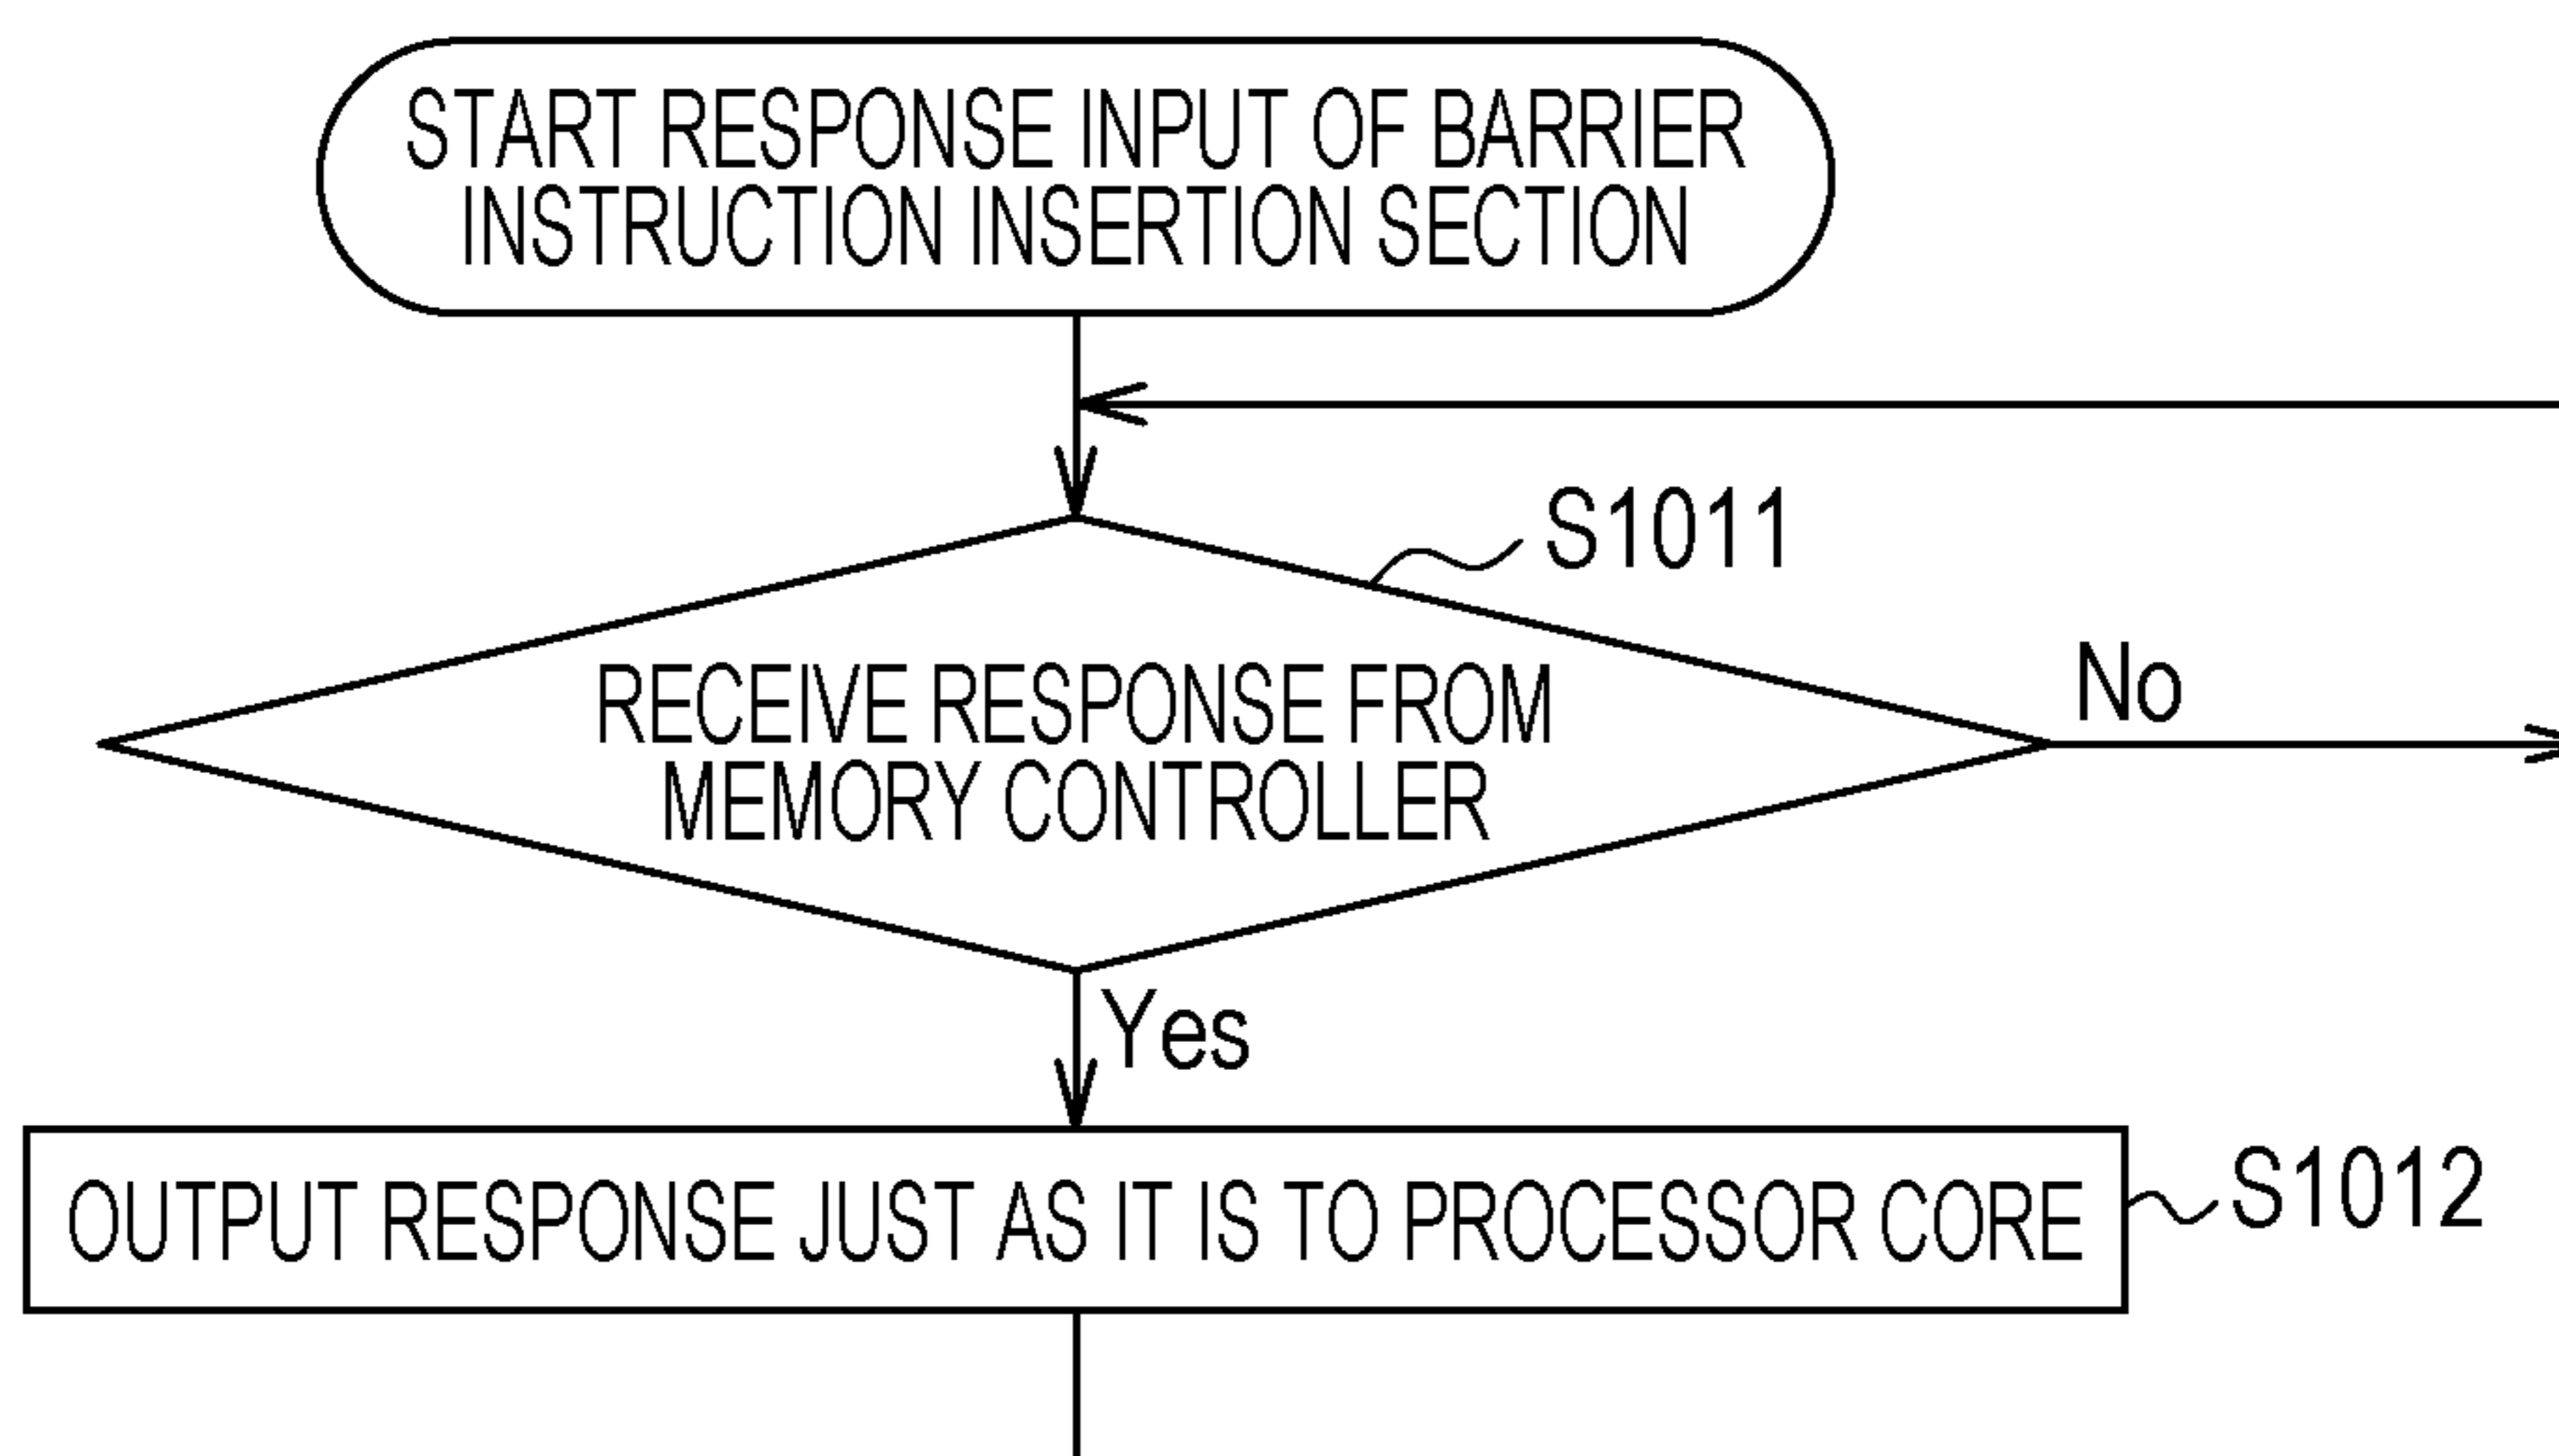 START RESPONSE INPUT OF BARRIER
INSTRUCTION INSERTION SECTION
S1011
RECEIVE RESPONSE FROM
MEMORY CONTROLLER
No
Yes
OUTPUT RESPONSE JUST AS IT IS TO PROCESSOR CORE
S1012